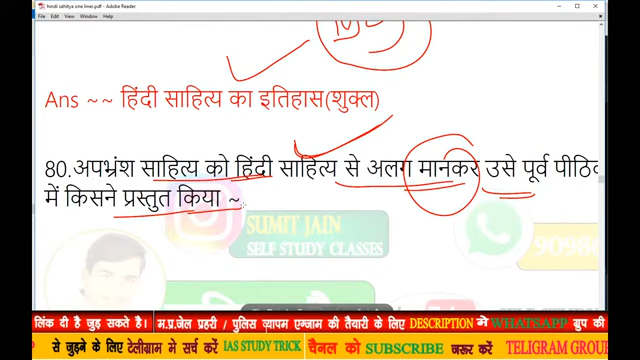 hindi sahitya one liner.pdf - Adobe Reader
File Edit View Window Help
Ans ~~ हिंदी साहित्य का इतिहास(शुक्ल)
80.अपभ्रंश साहित्य को हिंदी साहित्य से अलग मानकर उसे पूर्व
में किसने प्रस्तुत किया ~
SUMIT JAIN
SELF STUDY CLASSES
9098
लिंक दी है जुड़ सकते है। म.प्र.जेल प्रहरी / पुलिस व्यापम एग्जाम की तैयारी के लिए DESCRIPTION मे WHATSAPP ग्रुप की
से जुड़ने के लिए टेलीग्राम मे सर्च करें IAS STUDY TRICK चैनल को SUBSCRIBE जरूर करें TELIGRAM GROUP